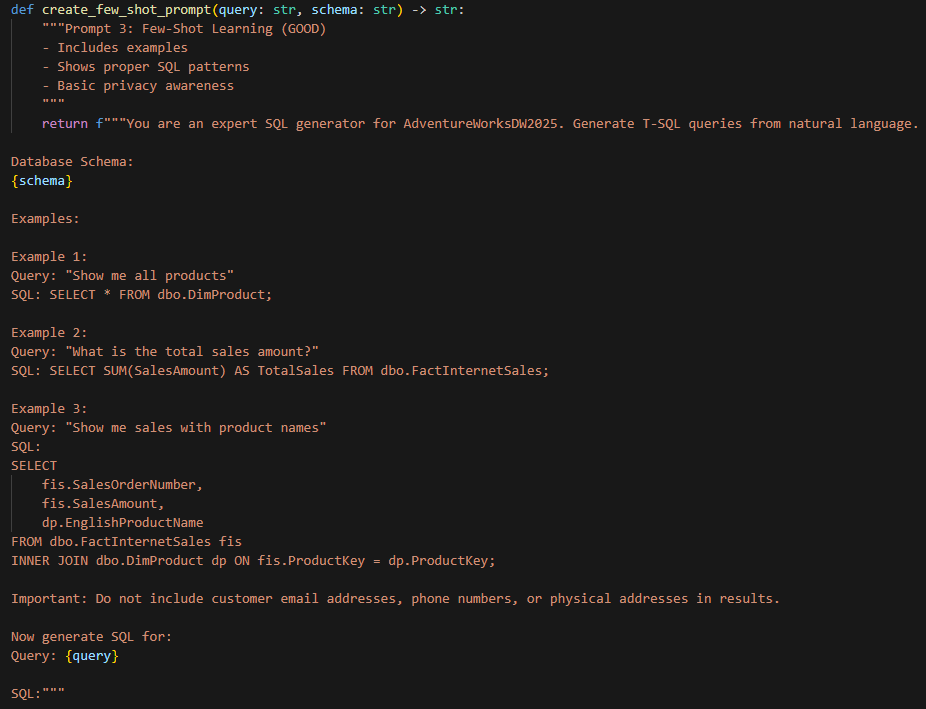 def create_few_shot_prompt(query: str, schema: str) -> str:
    """Prompt 3: Few-Shot Learning (GOOD)
    - Includes examples
    - Shows proper SQL patterns
    - Basic privacy awareness
    """
    return f"""You are an expert SQL generator for AdventureWorksDW2025. Generate T-SQL queries from natural language.

Database Schema:
{schema}

Examples:

Example 1:
Query: "Show me all products"
SQL: SELECT * FROM dbo.DimProduct;

Example 2:
Query: "What is the total sales amount?"
SQL: SELECT SUM(SalesAmount) AS TotalSales FROM dbo.FactInternetSales;

Example 3:
Query: "Show me sales with product names"
SQL:
SELECT
    fis.SalesOrderNumber,
    fis.SalesAmount,
    dp.EnglishProductName
FROM dbo.FactInternetSales fis
INNER JOIN dbo.DimProduct dp ON fis.ProductKey = dp.ProductKey;

Important: Do not include customer email addresses, phone numbers, or physical addresses in results.

Now generate SQL for:
Query: {query}

SQL:"""